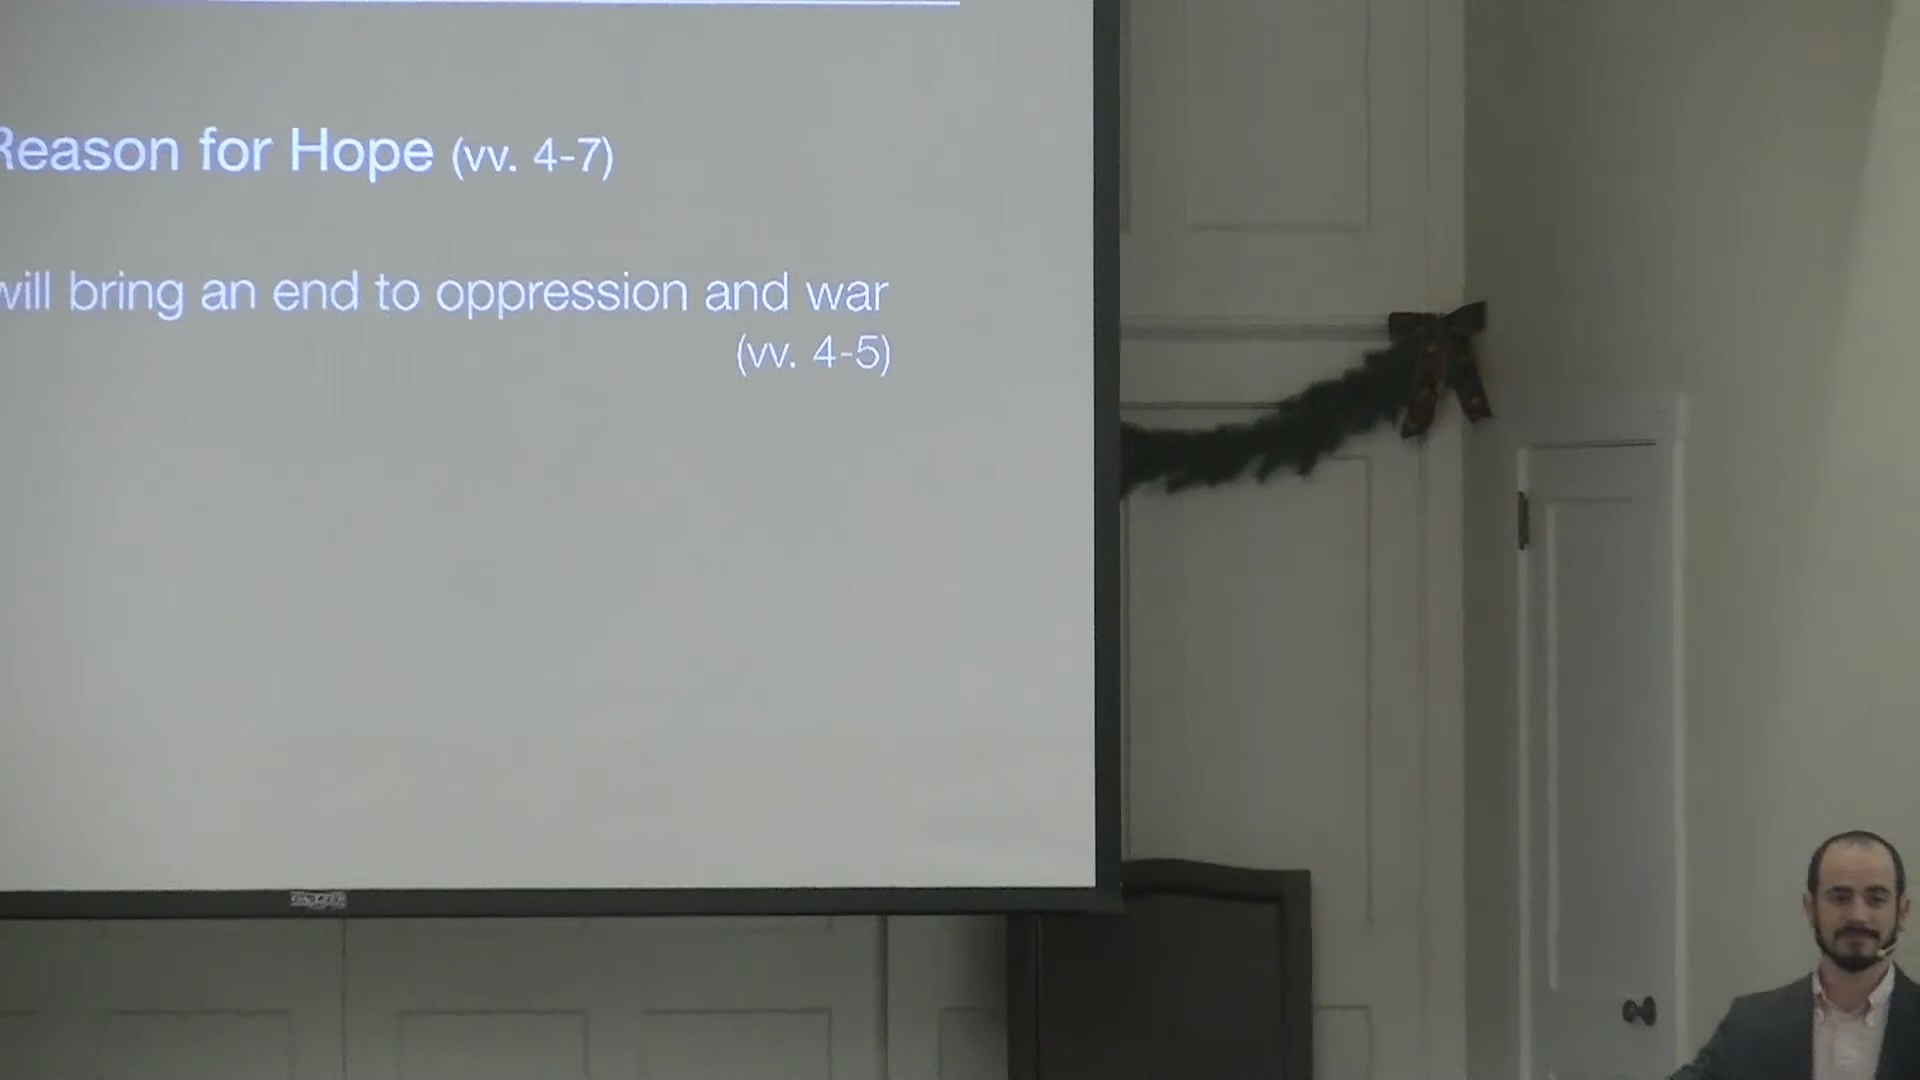 Reason for Hope (vv. 4-7)
will bring an end to oppression and war
(vv. 4-5)